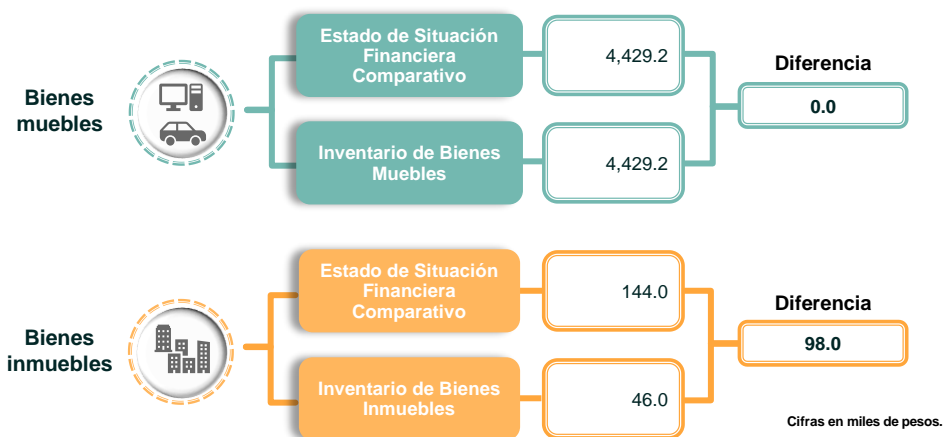 Bienes
muebles
Estado de Situación
Financiera
Comparativo
4,429.2
Inventario de Bienes
Muebles
4,429.2
Diferencia
0.0
Bienes
inmuebles
Estado de Situación
Financiera
Comparativo
144.0
Inventario de Bienes
Inmuebles
46.0
Diferencia
98.0
Cifras en miles de pesos.